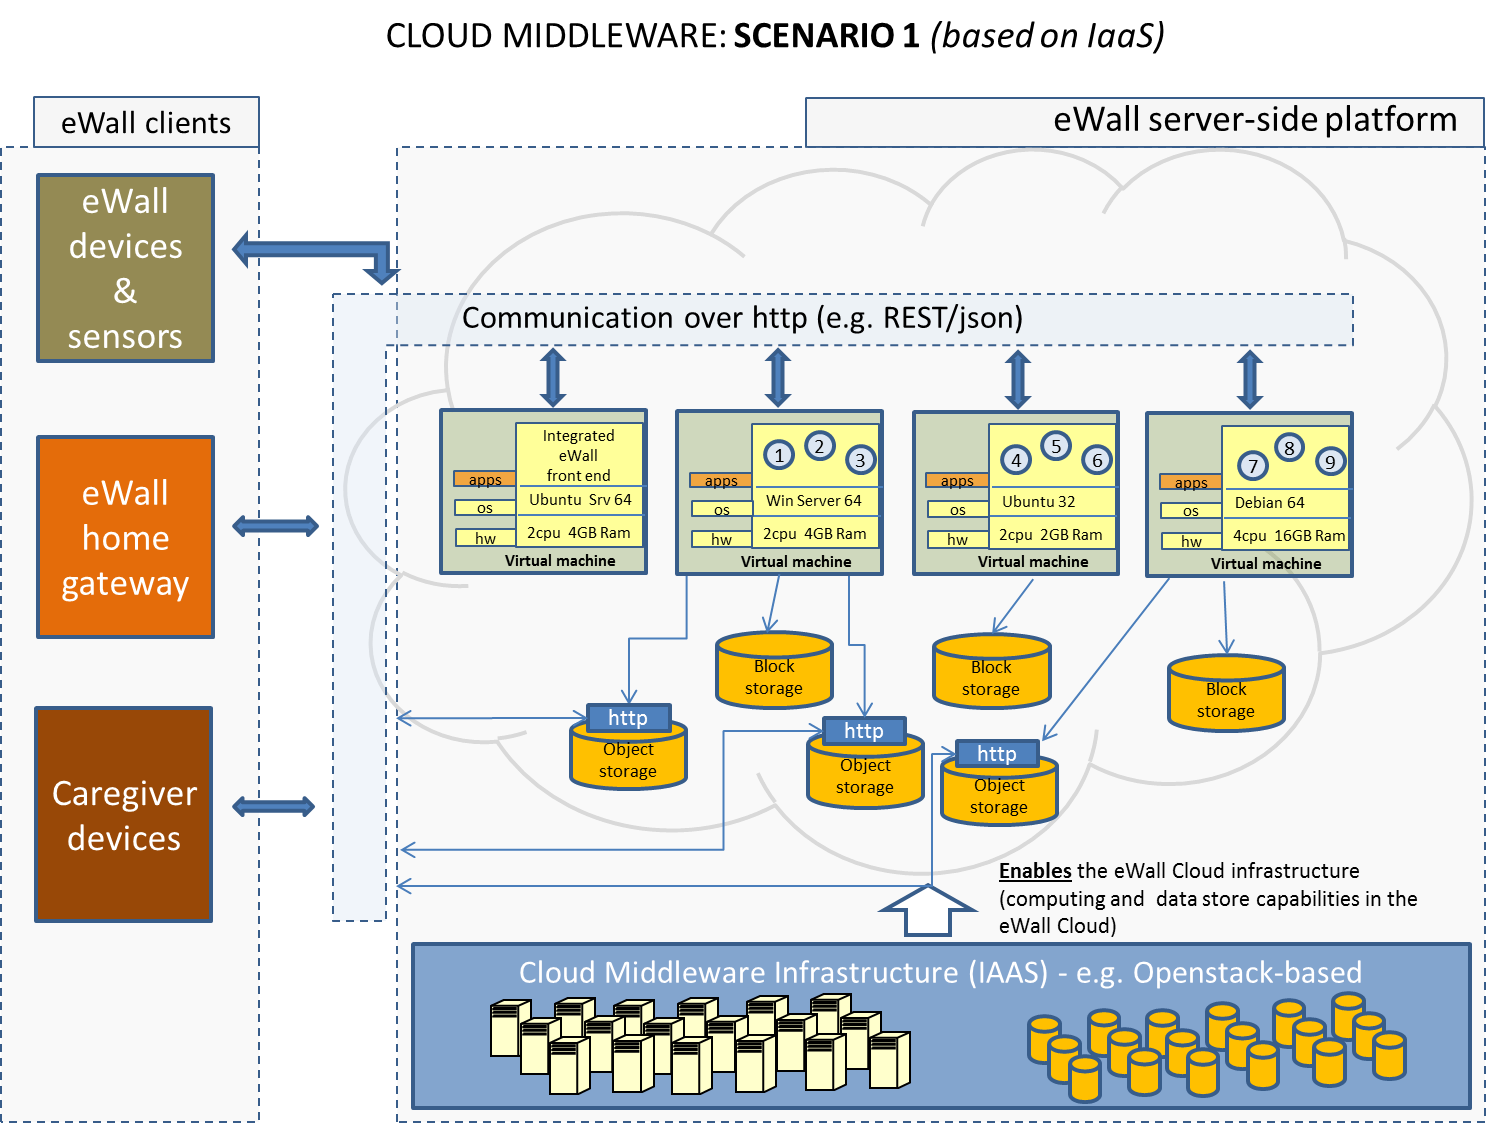 CLOUD MIDDLEWARE: SCENARIO 1 (based on IaaS)
eWall clients
eWall server-side platform
eWall
devices
&
sensors
eWall
home
gateway
Caregiver
devices
Communication over http (e.g. REST/json)
Integrated
eWall
front end
apps
Ubuntu Srv 64
os
2cpu 4GB Ram
hw
Virtual machine
1
2
3
apps
Win Server 64
os
2cpu 4GB Ram
hw
Virtual machine
4
5
6
apps
Ubuntu 32
os
2cpu 2GB Ram
hw
Virtual machine
7
8
9
apps
Debian 64
os
4cpu 16GB Ram
hw
Virtual machine
Block
storage
Block
storage
Block
storage
http
Object
storage
http
Object
storage
http
Object
storage
Enables the eWall Cloud infrastructure
(computing and data store capabilities in the
eWall Cloud)
Cloud Middleware Infrastructure (IAAS) - e.g. Openstack-based